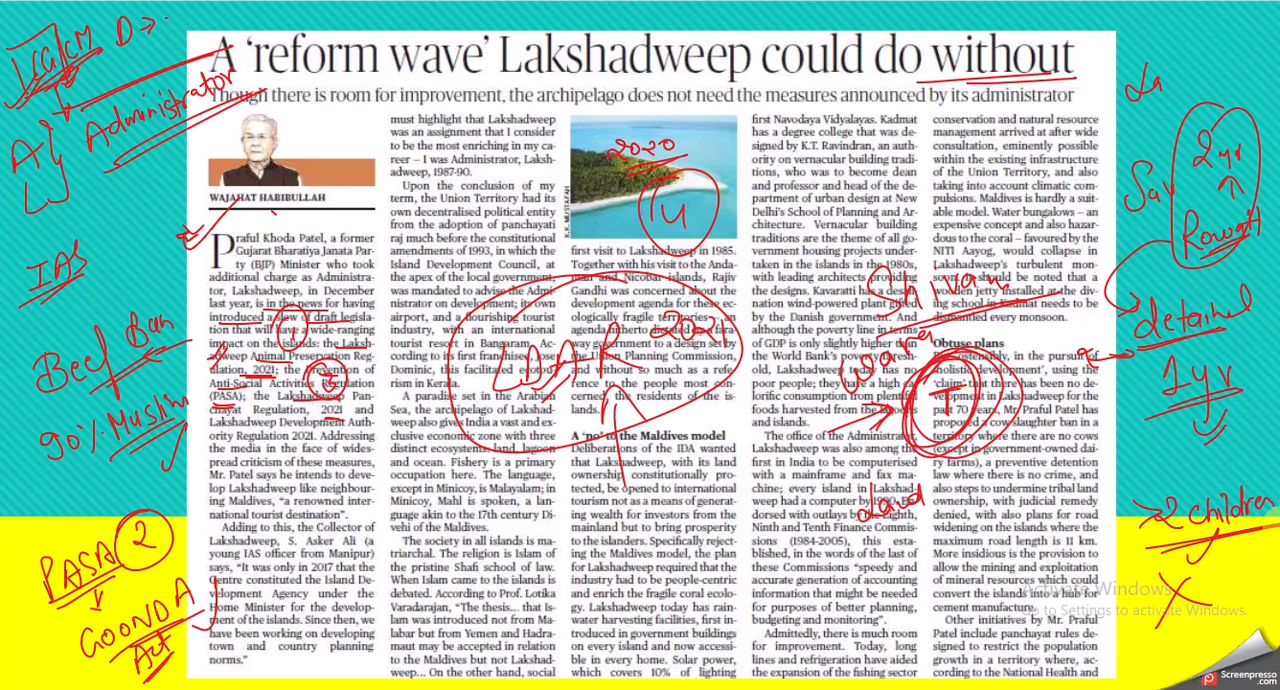 A 'reform wave' Lakshadweep could do without
Though there is room for improvement, the archipelago does not need the measures announced by its administrator
WAJAHAT HABIBULLAH
Praful Khoda Patel, a former
Gujarat Bharatiya Janata Par-
ty (BJP) Minister who took
additional charge as Administra-
tor, Lakshadweep, in December
last year, is in the news for having
introduced a few of draft legisla-
tion that will have a wide-ranging
impact on the islands: the Laksh-
adweep Animal Preservation Reg-
ulation, 2021; the Prevention of
Anti-Social Activities Regulation
(PASA); the Lakshadweep Pan-
chayat Regulation, 2021 and
Lakshadweep Development Auth-
ority Regulation 2021. Addressing
the media in the face of wides-
pread criticism of these measures,
Mr. Patel says he intends to deve-
lop Lakshadweep like neighbour-
ing Maldives, "a renowned inter-
national tourist destination".
Adding to this, the Collector of
Lakshadweep, S. Asker Ali (a
young IAS officer from Manipur)
says, "It was only in 2017 that the
Centre constituted the Island De-
velopment Agency under the
Home Minister for the develop-
ment of the islands. Since then, we
have been working on developing
town and country planning
norms."
must highlight that Lakshadweep
was an assignment that I consider
to be the most enriching in my ca-
reer – I was Administrator, Laksh-
adweep, 1987-90.
Upon the conclusion of my
term, the Union Territory had its
own decentralised political entity
from the adoption of panchayati
raj much before the constitutional
amendments of 1993, in which the
Island Development Council, at
the apex of the local government,
was mandated to advise the Admi-
nistrator on development; its own
airport, and a flourishing tourist
industry, with an international
tourist resort in Bangaram. Ac-
cording to its first franchisee, Jose
Dominic, this facilitated ecotou-
rism in Kerala.
A paradise set in the Arabian
Sea, the archipelago of Lakshad-
weep also gives India a vast and ex-
clusive economic zone with three
distinct ecosystems: land, lagoon
and ocean. Fishery is a primary
occupation here. The language,
except in Minicoy, is Malayalam; in
Minicoy, Mahl is spoken, a lan-
guage akin to the 17th century Di-
vehi of the Maldives.
The society in all islands is ma-
triarchal. The religion is Islam of
the pristine Shafi school of law.
When Islam came to the islands is
debated. According to Prof. Lotika
Varadarajan, "The thesis... that Is-
lam was introduced not from Ma-
labar but from Yemen and Hadra-
maut may be accepted in relation
to the Maldives but not Lakshad-
weep... On the other hand, social
K.K. MUSTAFAH
first visit to Lakshadweep in 1985.
Together with his visit to the Anda-
man and Nicobar islands, Rajiv
Gandhi was concerned about the
development agenda for these ec-
ologically fragile territories – an
agenda hitherto dictated by a fara-
way government to a design set by
the Union Planning Commission,
and without so much as a refe-
rence to the people most con-
cerned, the residents of the is-
lands.
A 'no' to the Maldives model
Deliberations of the IDA wanted
that Lakshadweep, with its land
ownership constitutionally pro-
tected, be opened to international
tourism not as a means of generat-
ing wealth for investors from the
mainland but to bring prosperity
to the islanders. Specifically reject-
ing the Maldives model, the plan
for Lakshadweep required that the
industry had to be people-centric
and enrich the fragile coral ecolo-
gy. Lakshadweep today has rain-
water harvesting facilities, first in-
troduced in government buildings
on every island and now accessi-
ble in every home. Solar power,
which covers 10% of lighting
first Navodaya Vidyalayas. Kadmat
has a degree college that was de-
signed by K.T. Ravindran, an au-
thority on vernacular building tradi-
tions, who was to become dean
and professor and head of the de-
partment of urban design at New
Delhi's School of Planning and Ar-
chitecture. Vernacular building
traditions are the theme of all go-
vernment housing projects under-
taken in the islands in the 1980s,
with leading architects providing
the designs. Kavaratti has a desa-
lination wind-powered plant gifted
by the Danish government. And
although the poverty line in terms
of GDP is only slightly higher than
the World Bank's poverty thresh-
old, Lakshadweep today has no
poor people; they have a high ca-
lorific consumption from plentiful
foods harvested from the
and islands.
The office of the Administrator,
Lakshadweep was also among the
first in India to be computerised
with a mainframe and fax ma-
chine; every island in Lakshad-
weep had a computer by 1990. En-
dorsed with outlays by the Eighth,
Ninth and Tenth Finance Commis-
sions (1984-2005), this esta-
blished, in the words of the last of
these Commissions "speedy and
accurate generation of accounting
information that might be needed
for purposes of better planning,
budgeting and monitoring".
Admittedly, there is much room
for improvement. Today, long
lines and refrigeration have aided
the expansion of the fishing sector
conservation and natural resource
management arrived at after wide
consultation, eminently possible
within the existing infrastructure
of the Union Territory, and also
taking into account climatic com-
pulsions. Maldives is hardly a suit-
able model. Water bungalows – an
expensive concept and also hazar-
dous to the coral – favoured by the
NITI Aayog, would collapse in
Lakshadweep's turbulent mon-
soon. It should be noted that a
wooden jetty installed at the div-
ing school in Kadmat needs to be
dismantled every monsoon.
Obtuse plans
But ostensibly, in the pursuit of
'holistic development', using the
'claim' that there has been no de-
velopment in Lakshadweep for the
past 70 years, Mr. Praful Patel has
proposed a cow slaughter ban in a
territory where there are no cows
(except in government-owned dai-
ry farms), a preventive detention
law where there is no crime, and
also steps to undermine tribal land
ownership, with judicial remedy
denied, with also plans for road
widening on the islands where the
maximum road length is 11 km.
More insidious is the provision to
allow the mining and exploitation
of mineral resources which could
convert the islands into a hub for
cement manufacture.
Other initiatives by Mr. Praful
Patel include panchayat rules de-
signed to restrict the population
growth in a territory where, ac-
cording to the National Health and
D
Administrator
IAS
Beef Ban
90% Muslim
PASA 2
GOONDA
Act
3
2020
14
LDAR 2021
Shivam
T
land
2 yr
detained
1 yr
>2 children
Activate Windows
Go to Settings to activate Windows.
Screenpresso
.com